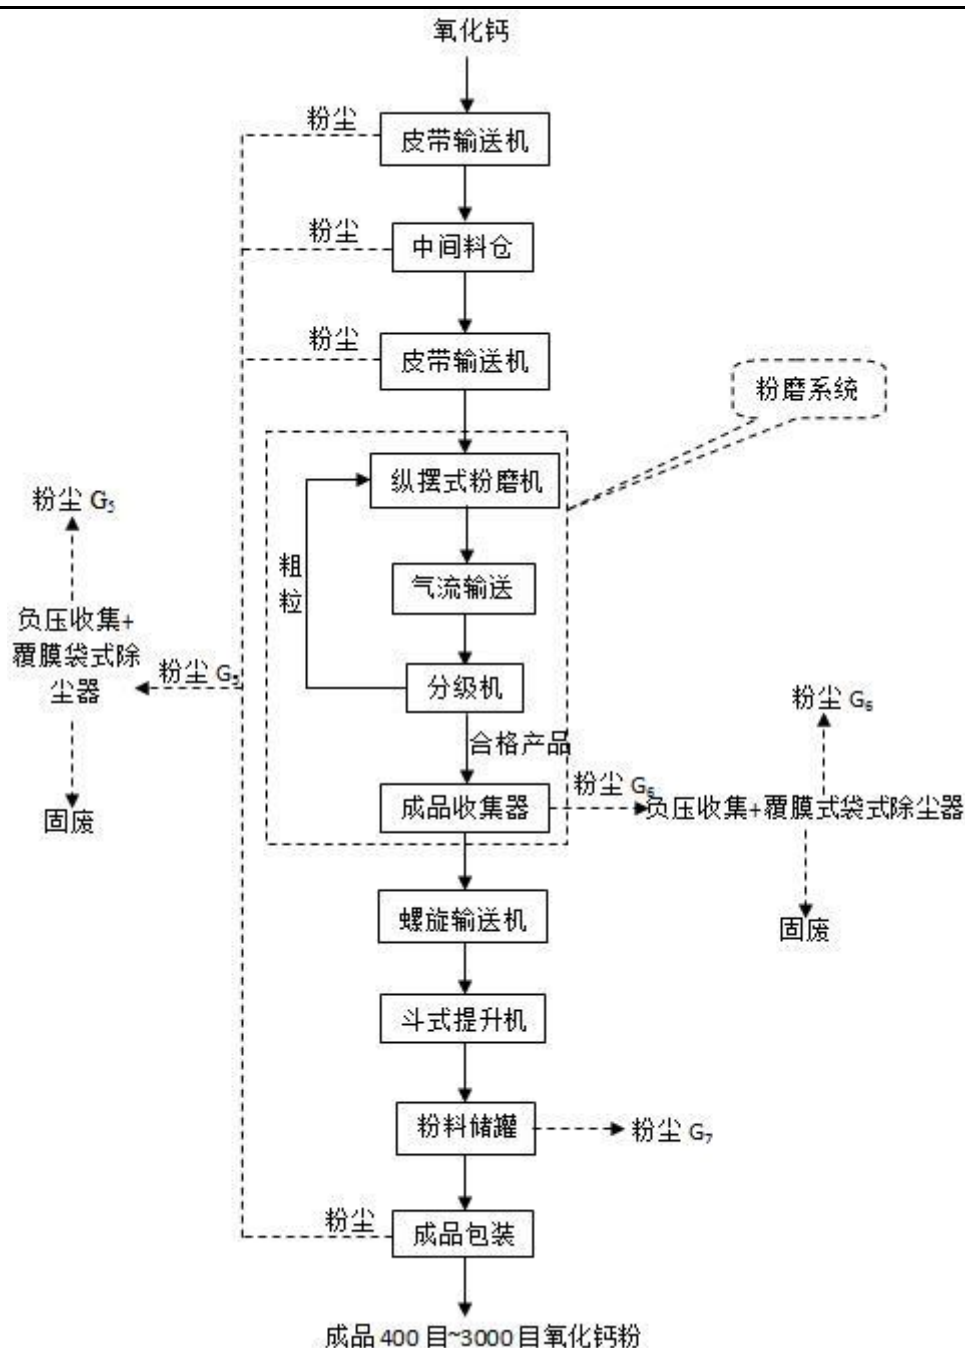 氧化钙
粉尘
皮带输送机
粉尘
中间料仓
粉尘
皮带输送机
粉磨系统
纵摆式粉磨机
粉尘 G₅
粗
粒
气流输送
负压收集+
覆膜袋式除
尘器
粉尘 G₅
分级机
粉尘 G₆
合格产品
粉尘 G₆
成品收集器
负压收集+覆膜式袋式除尘器
固废
螺旋输送机
固废
斗式提升机
粉料储罐
粉尘 G₇
粉尘
成品包装
成品 400 目~3000 目氧化钙粉